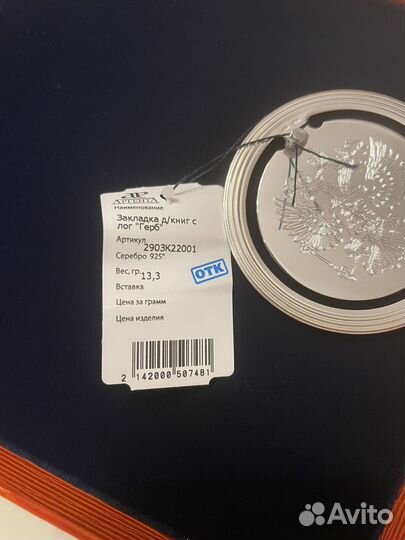 АРГЕНТА
Наименование
Закладка д/книг с
лог "Герб"
Артикул
2903К22001
Серебро 925°
Вес, гр 13,3
ОТК
Вставка
Цена за грамм
Цена изделия
2 142000 507481
Avito